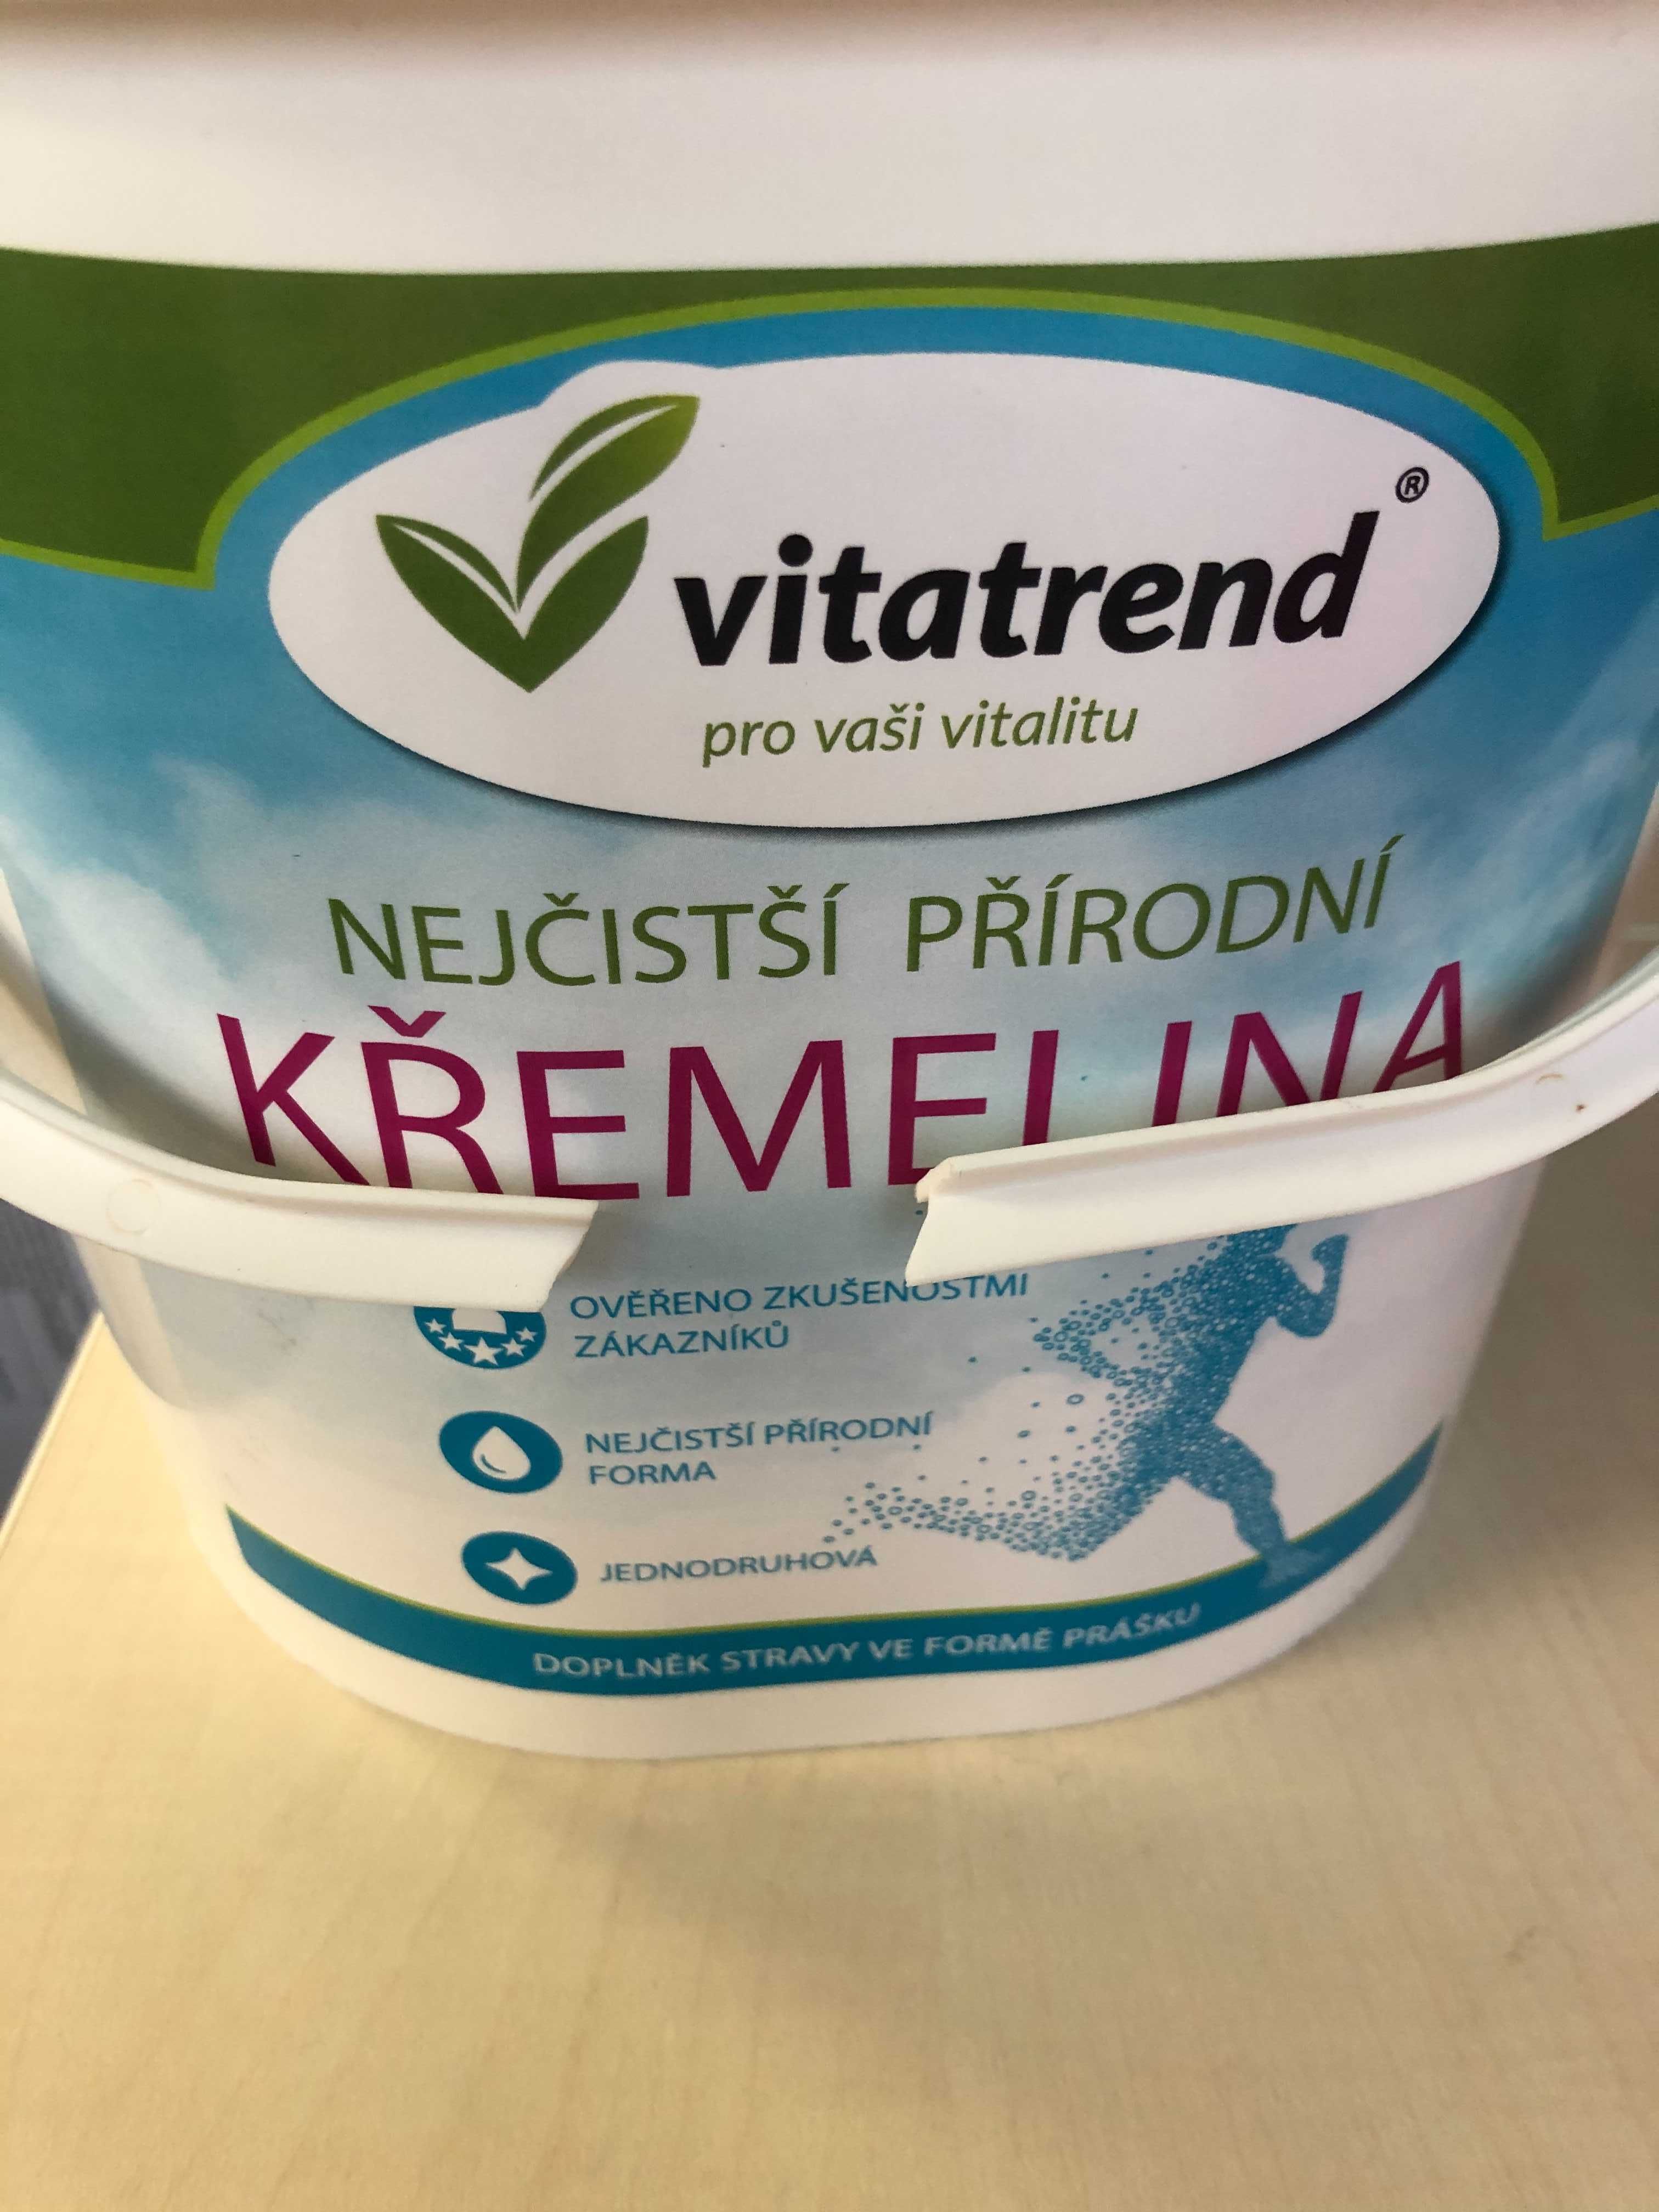 vitatrend®
pro vaši vitalitu
NEJČISTŠÍ PŘÍRODNÍ
KŘEMELINA
OVĚŘENO ZKUŠENOSTMI
ZÁKAZNÍKŮ
NEJČISTŠÍ PŘÍRODNÍ
FORMA
JEDNODRUHOVÁ
DOPLNĚK STRAVY VE FORMĚ PRÁŠKU